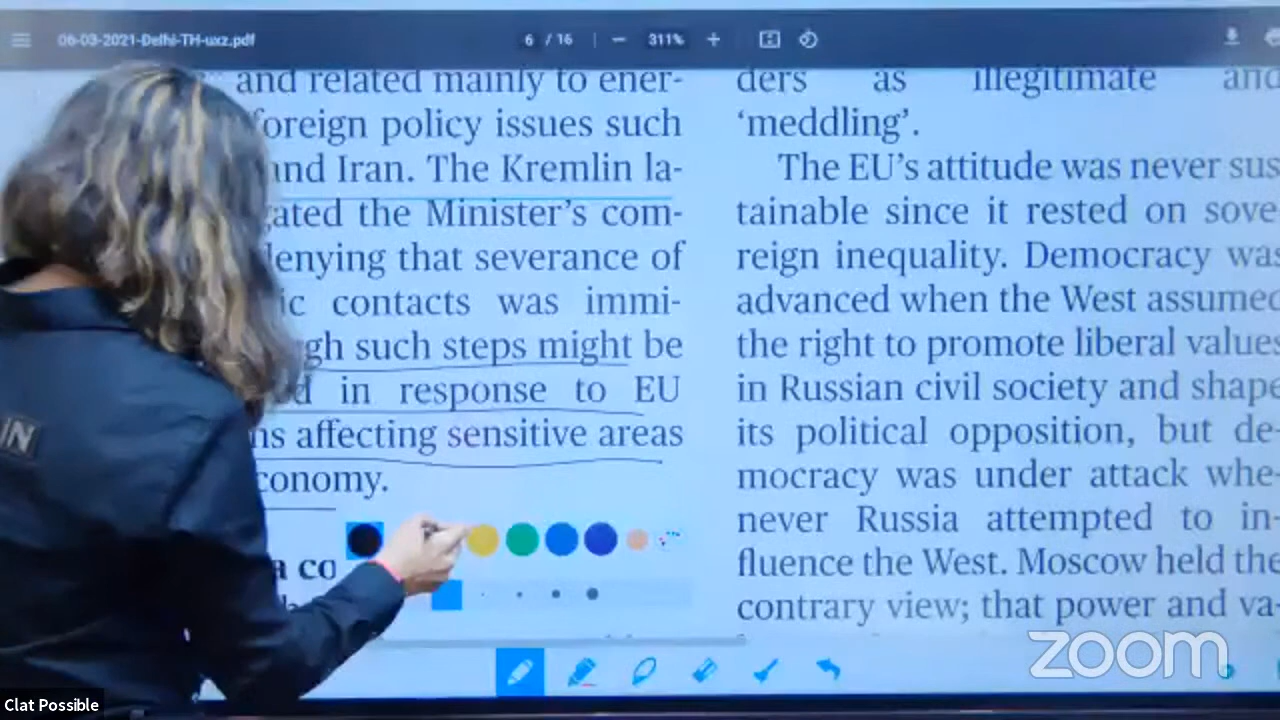 06-03-2021-Delhi-TH-uxz.pdf
6 / 16
311%
and related mainly to ener-
foreign policy issues such
and Iran. The Kremlin la-
gated the Minister's com-
denying that severance of
ic contacts was immi-
gh such steps might be
d in response to EU
ns affecting sensitive areas
conomy.
a co
ders as illegitimate and
'meddling'.
The EU's attitude was never sus
tainable since it rested on sove
reign inequality. Democracy was
advanced when the West assumed
the right to promote liberal values
in Russian civil society and shape
its political opposition, but de-
mocracy was under attack whe-
never Russia attempted to in-
fluence the West. Moscow held the
contrary view; that power and va-
IN
zoom
Clat Possible